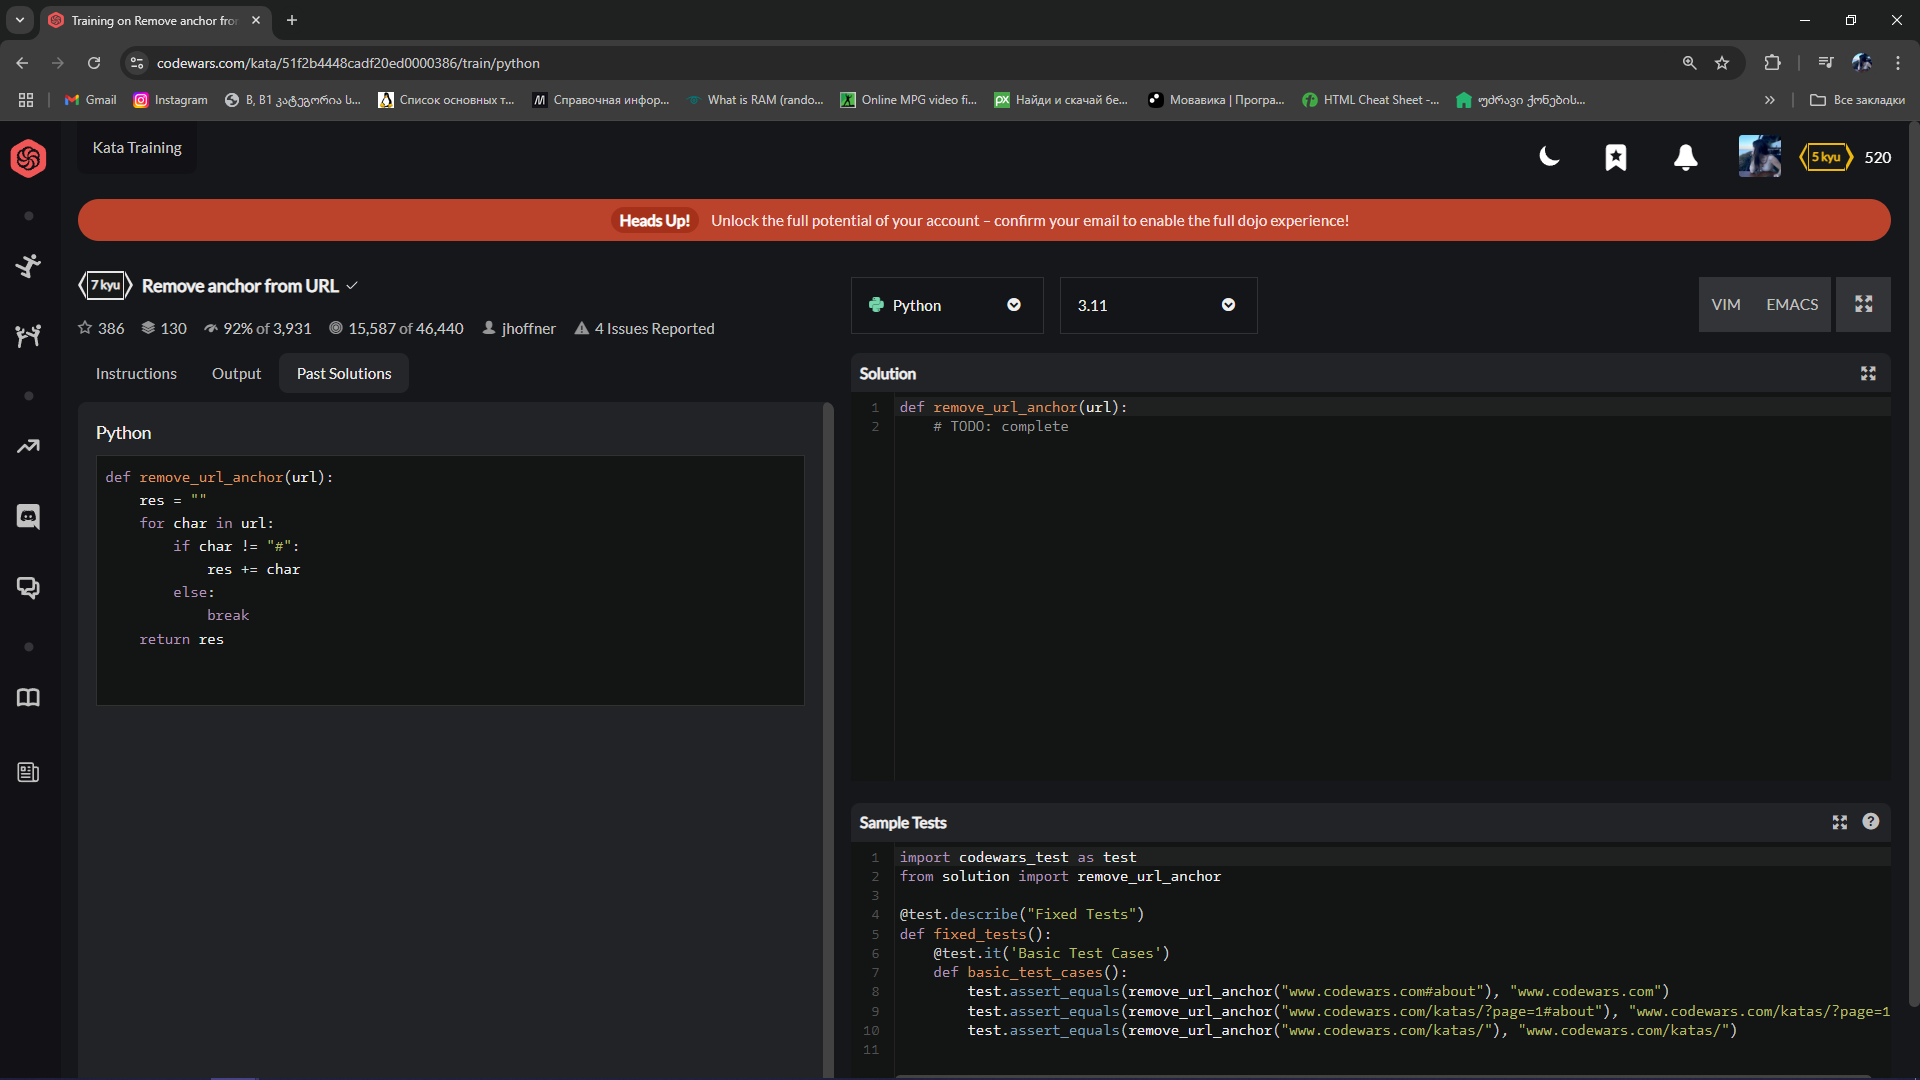 Training on Remove anchor fro
codewars.com/kata/51f2b4448cadf20ed0000386/train/python
Gmail
Instagram
B, B1 კატეგორია ს...
Список основных т...
Справочная инфор...
What is RAM (rando...
Online MPG video fi...
Найди и скачай бе...
Мовавика | Програ...
HTML Cheat Sheet -...
უძრავი ქონების...
Все закладки
Kata Training
5 kyu
520
Heads Up! Unlock the full potential of your account – confirm your email to enable the full dojo experience!
7 kyu
Remove anchor from URL
386
130
92% of 3,931
15,587 of 46,440
jhoffner
4 Issues Reported
Python
3.11
VIM
EMACS
Instructions
Output
Past Solutions
Python
def remove_url_anchor(url):
    res = ""
    for char in url:
        if char != "#":
            res += char
        else:
            break
    return res
Solution
1 def remove_url_anchor(url):
2     # TODO: complete
Sample Tests
1 import codewars_test as test
2 from solution import remove_url_anchor
3
4 @test.describe("Fixed Tests")
5 def fixed_tests():
6     @test.it('Basic Test Cases')
7     def basic_test_cases():
8         test.assert_equals(remove_url_anchor("www.codewars.com#about"), "www.codewars.com")
9         test.assert_equals(remove_url_anchor("www.codewars.com/katas/?page=1#about"), "www.codewars.com/katas/?page=1
10         test.assert_equals(remove_url_anchor("www.codewars.com/katas/"), "www.codewars.com/katas/")
11